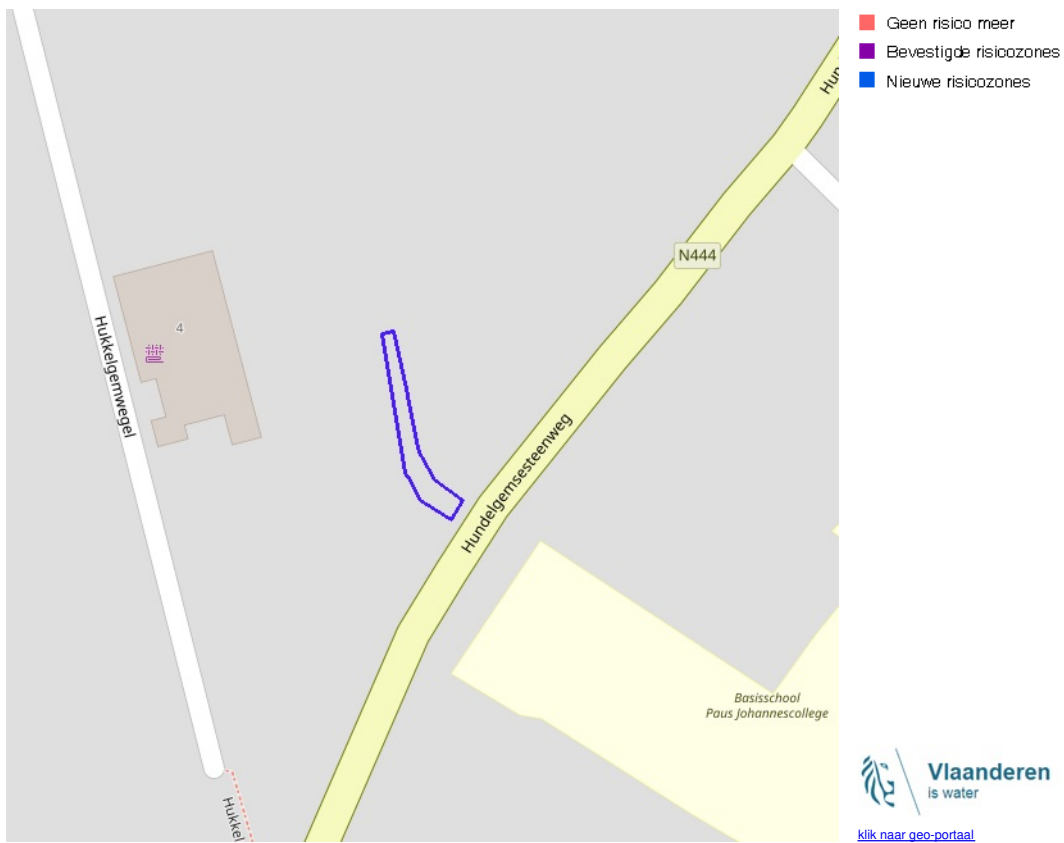 Geen risico meer
Bevestigde risicozones
Nieuwe risicozones
Hun
N444
4
Hukkelgemwegel
Hundelgemsesteenweg
Basisschool
Paus Johannescollege
Hukkel
Vlaanderen
is water
klik naar geo-portaal